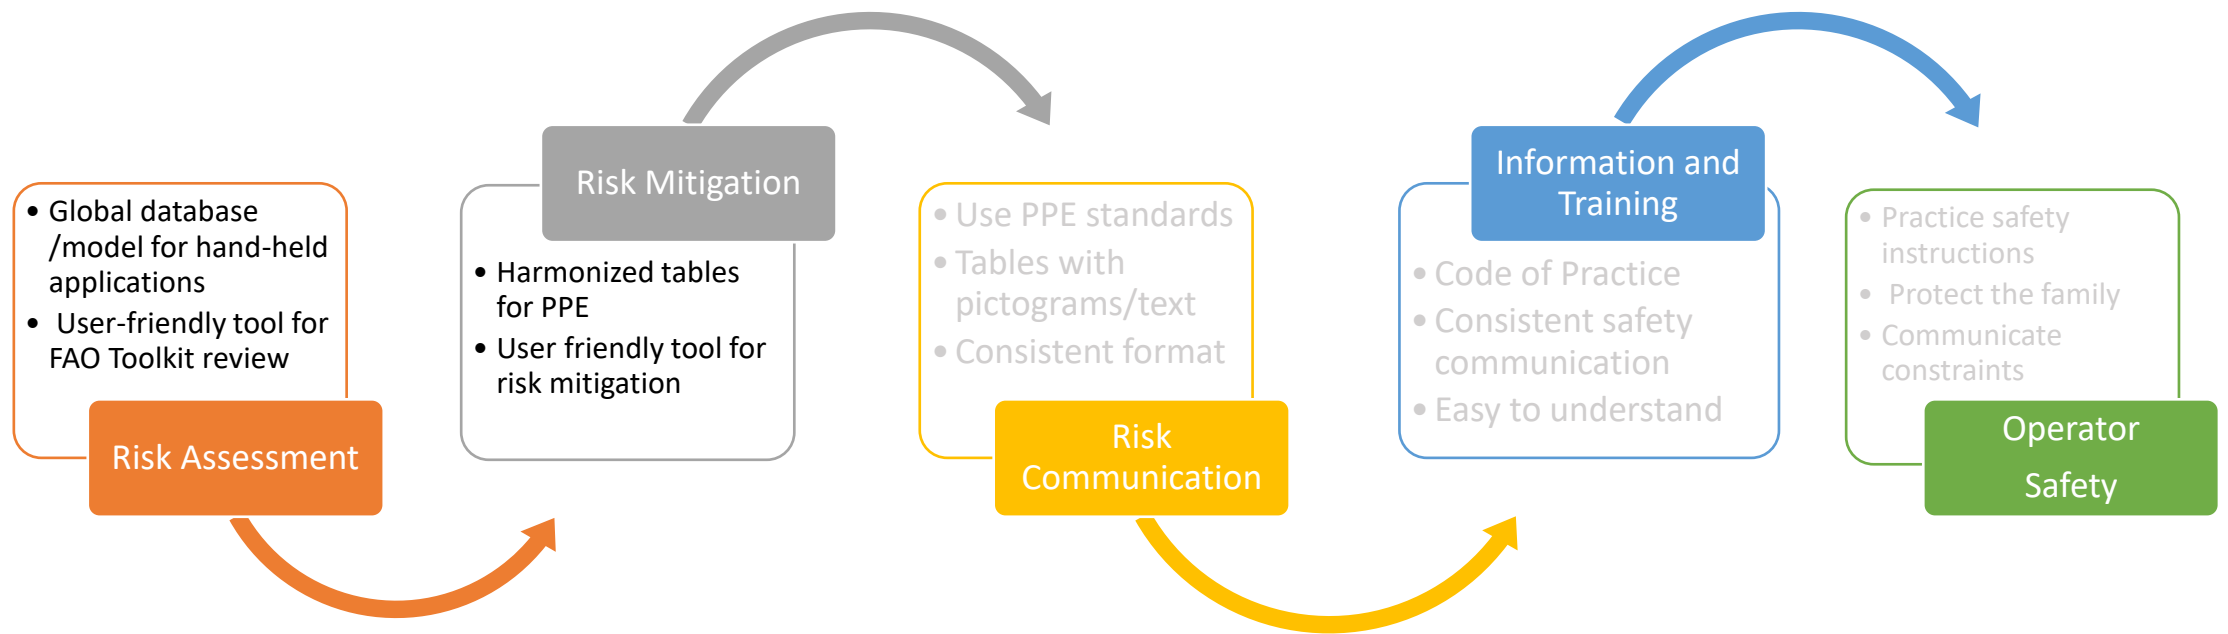 • Global database
/model for hand-held
applications
• User-friendly tool for
FAO Toolkit review
Risk Assessment
Risk Mitigation
• Harmonized tables
for PPE
• User friendly tool for
risk mitigation
• Use PPE standards
• Tables with
pictograms/text
• Consistent format
Risk
Communication
Information and
Training
• Code of Practice
• Consistent safety
communication
• Easy to understand
• Practice safety
instructions
• Protect the family
• Communicate
constraints
Operator
Safety